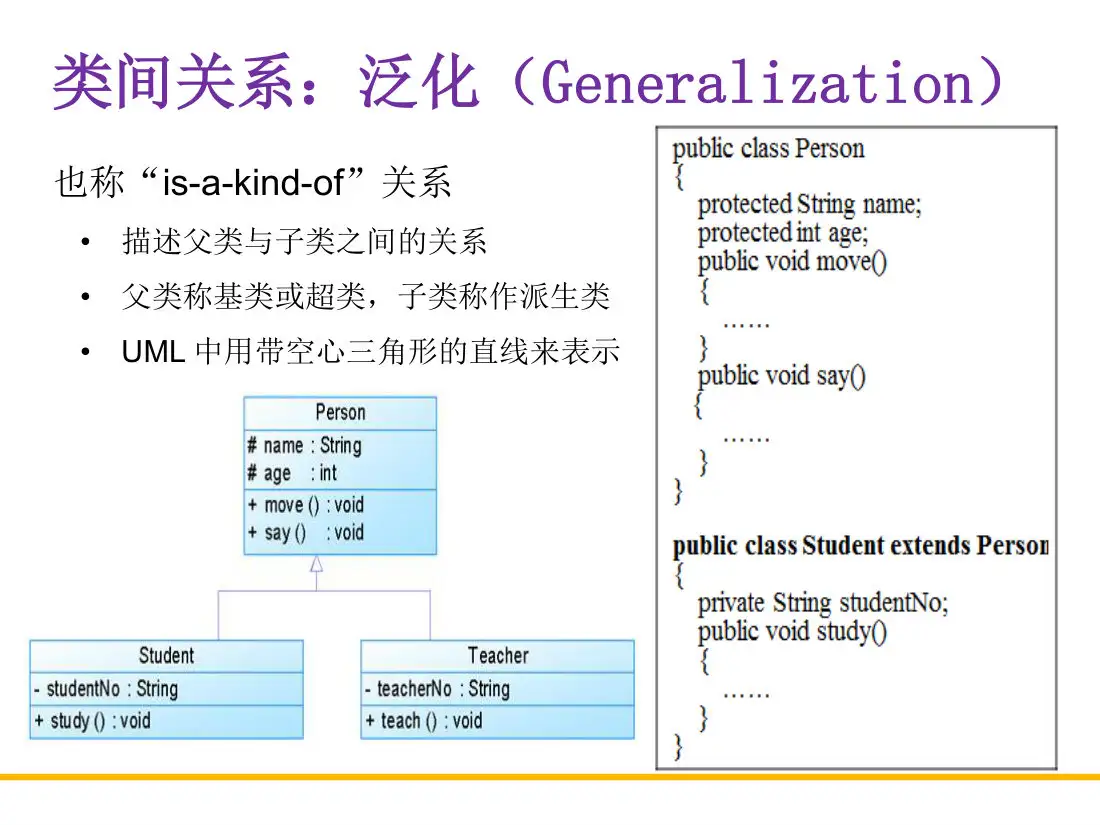 类间关系：泛化（Generalization）
也称“is-a-kind-of”关系
• 描述父类与子类之间的关系
• 父类称基类或超类，子类称作派生类
• UML 中用带空心三角形的直线来表示
Person
# name : String
# age : int
+ move () : void
+ say () : void
Student
- studentNo : String
+ study () : void
Teacher
- teacherNo : String
+ teach () : void
public class Person
{
protected String name;
protected int age;
public void move()
{
……
}
public void say()
{
……
}
}
public class Student extends Person
{
private String studentNo;
public void study()
{
……
}
}